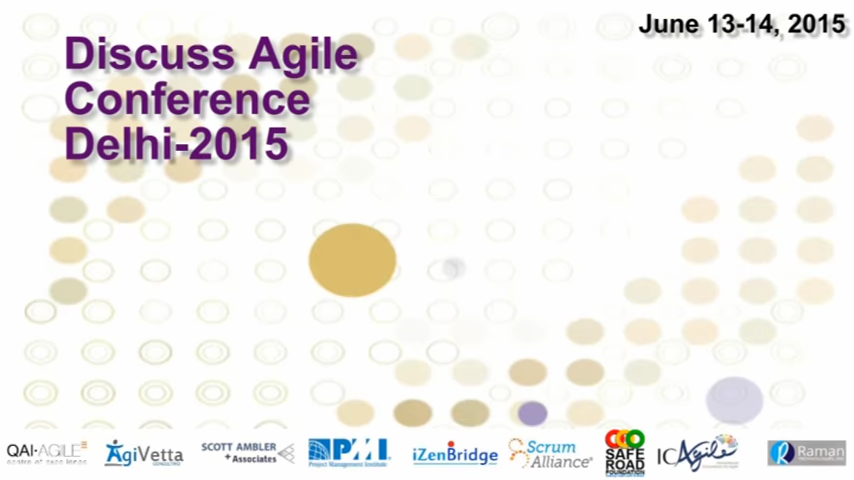 June 13-14, 2015
Discuss Agile
Conference
Delhi-2015
QAI·AGILE
AgiVetta
CONSULTING
SCOTT AMBLER
+ Associates
PMI
Project Management Institute
iZenBridge
Scrum
Alliance®
SAFE
ROAD
FOUNDATION
ICAgile
Raman